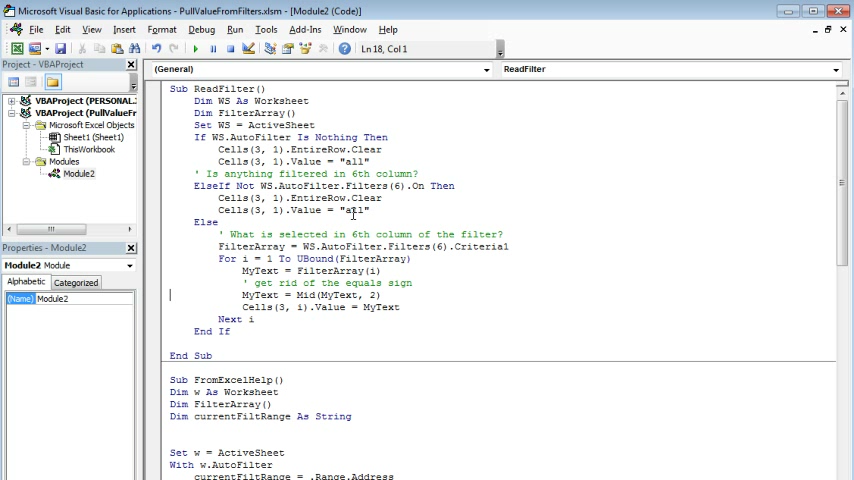 Microsoft Visual Basic for Applications - PullValueFromFilters.xlsm - [Module2 (Code)]
File Edit View Insert Format Debug Run Tools Add-Ins Window Help
Ln 18, Col 1
Project - VBAProject
VBAProject (PERSONAL.
VBAProject (PullValueFr
Microsoft Excel Objects
Sheet1 (Sheet1)
ThisWorkbook
Modules
Module2
Properties - Module2
Module2 Module
Alphabetic Categorized
(Name) Module2
(General) ReadFilter
Sub ReadFilter()
Dim WS As Worksheet
Dim FilterArray()
Set WS = ActiveSheet
If WS.AutoFilter Is Nothing Then
Cells(3, 1).EntireRow.Clear
Cells(3, 1).Value = "all"
' Is anything filtered in 6th column?
ElseIf Not WS.AutoFilter.Filters(6).On Then
Cells(3, 1).EntireRow.Clear
Cells(3, 1).Value = "all"
Else
' What is selected in 6th column of the filter?
FilterArray = WS.AutoFilter.Filters(6).Criteria1
For i = 1 To UBound(FilterArray)
MyText = FilterArray(i)
' get rid of the equals sign
MyText = Mid(MyText, 2)
Cells(3, i).Value = MyText
Next i
End If
End Sub
Sub FromExcelHelp()
Dim w As Worksheet
Dim FilterArray()
Dim currentFiltRange As String
Set w = ActiveSheet
With w.AutoFilter
currentFiltRange = .Range.Address